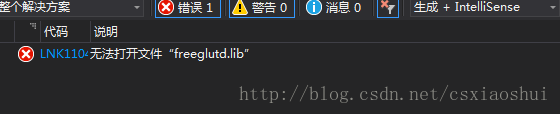 整个解决方案
错误 1
警告 0
消息 0
生成 + IntelliSense
代码
说明
LNK1104
无法打开文件“freeglutd.lib”
http://blog.csdn.net/csxiaoshui